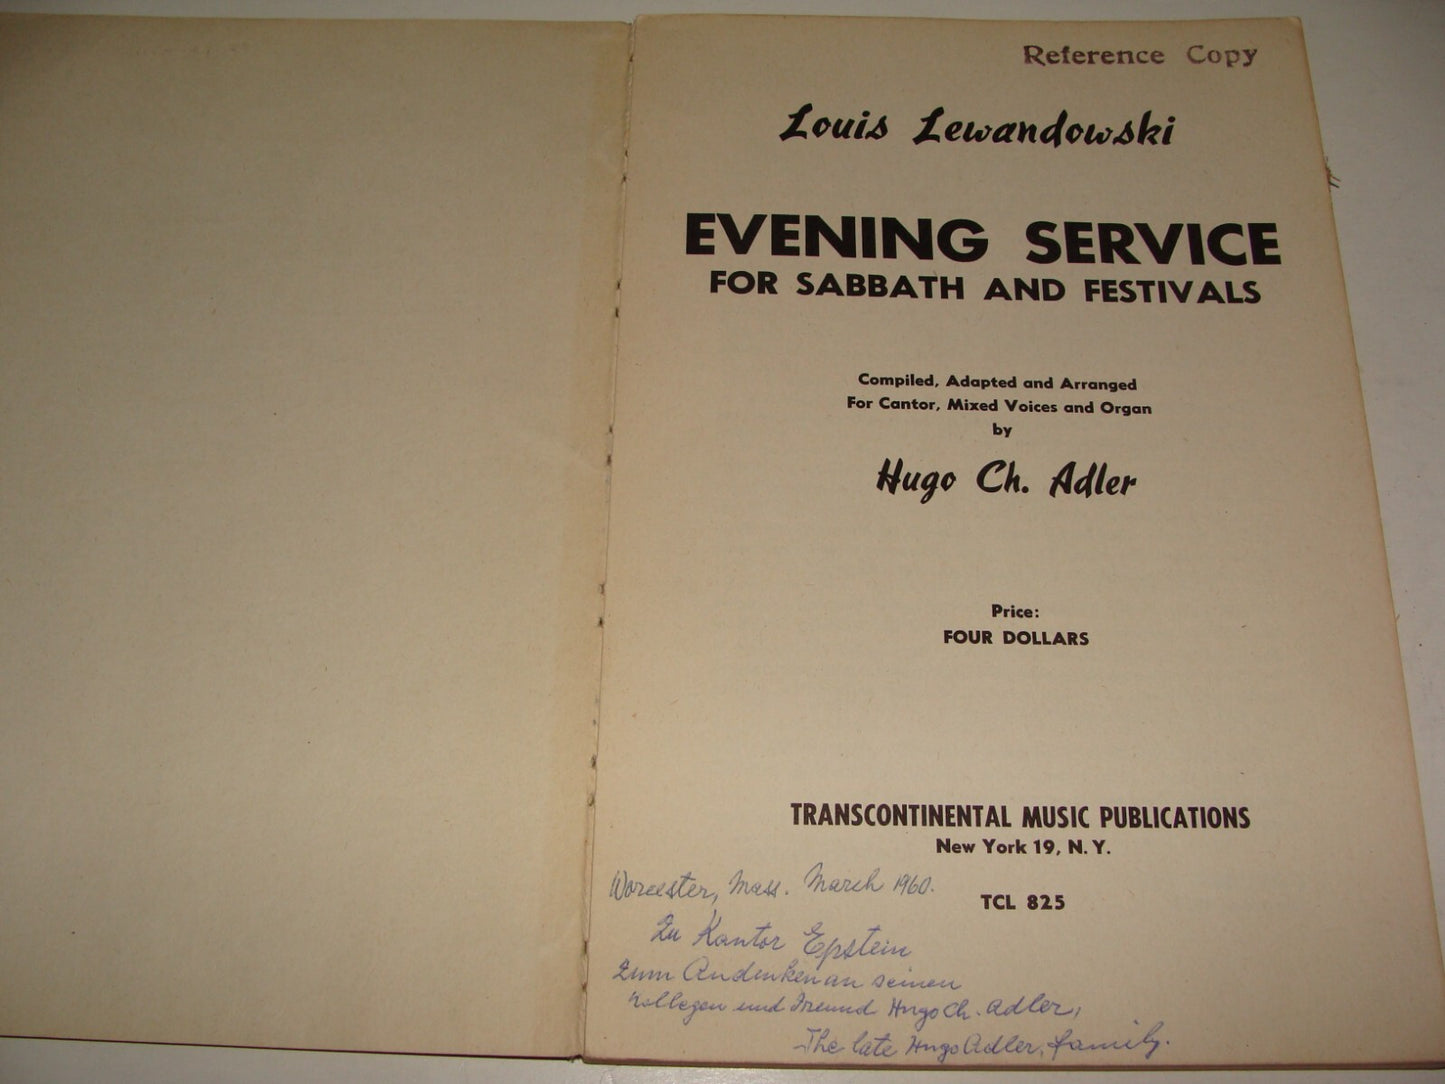 Reference Copy
Louis Lewandowski
EVENING SERVICE
FOR SABBATH AND FESTIVALS
Compiled, Adapted and Arranged
For Cantor, Mixed Voices and Organ
by
Hugo Ch. Adler
Price:
FOUR DOLLARS
TRANSCONTINENTAL MUSIC PUBLICATIONS
New York 19, N. Y.
TCL 825
Worcester, Mass. March 1960.
Zu Kantor Epstein
Zum Andenken an seinen
Kollegen und Freund Hugo Ch. Adler,
The late Hugo Adler, family.